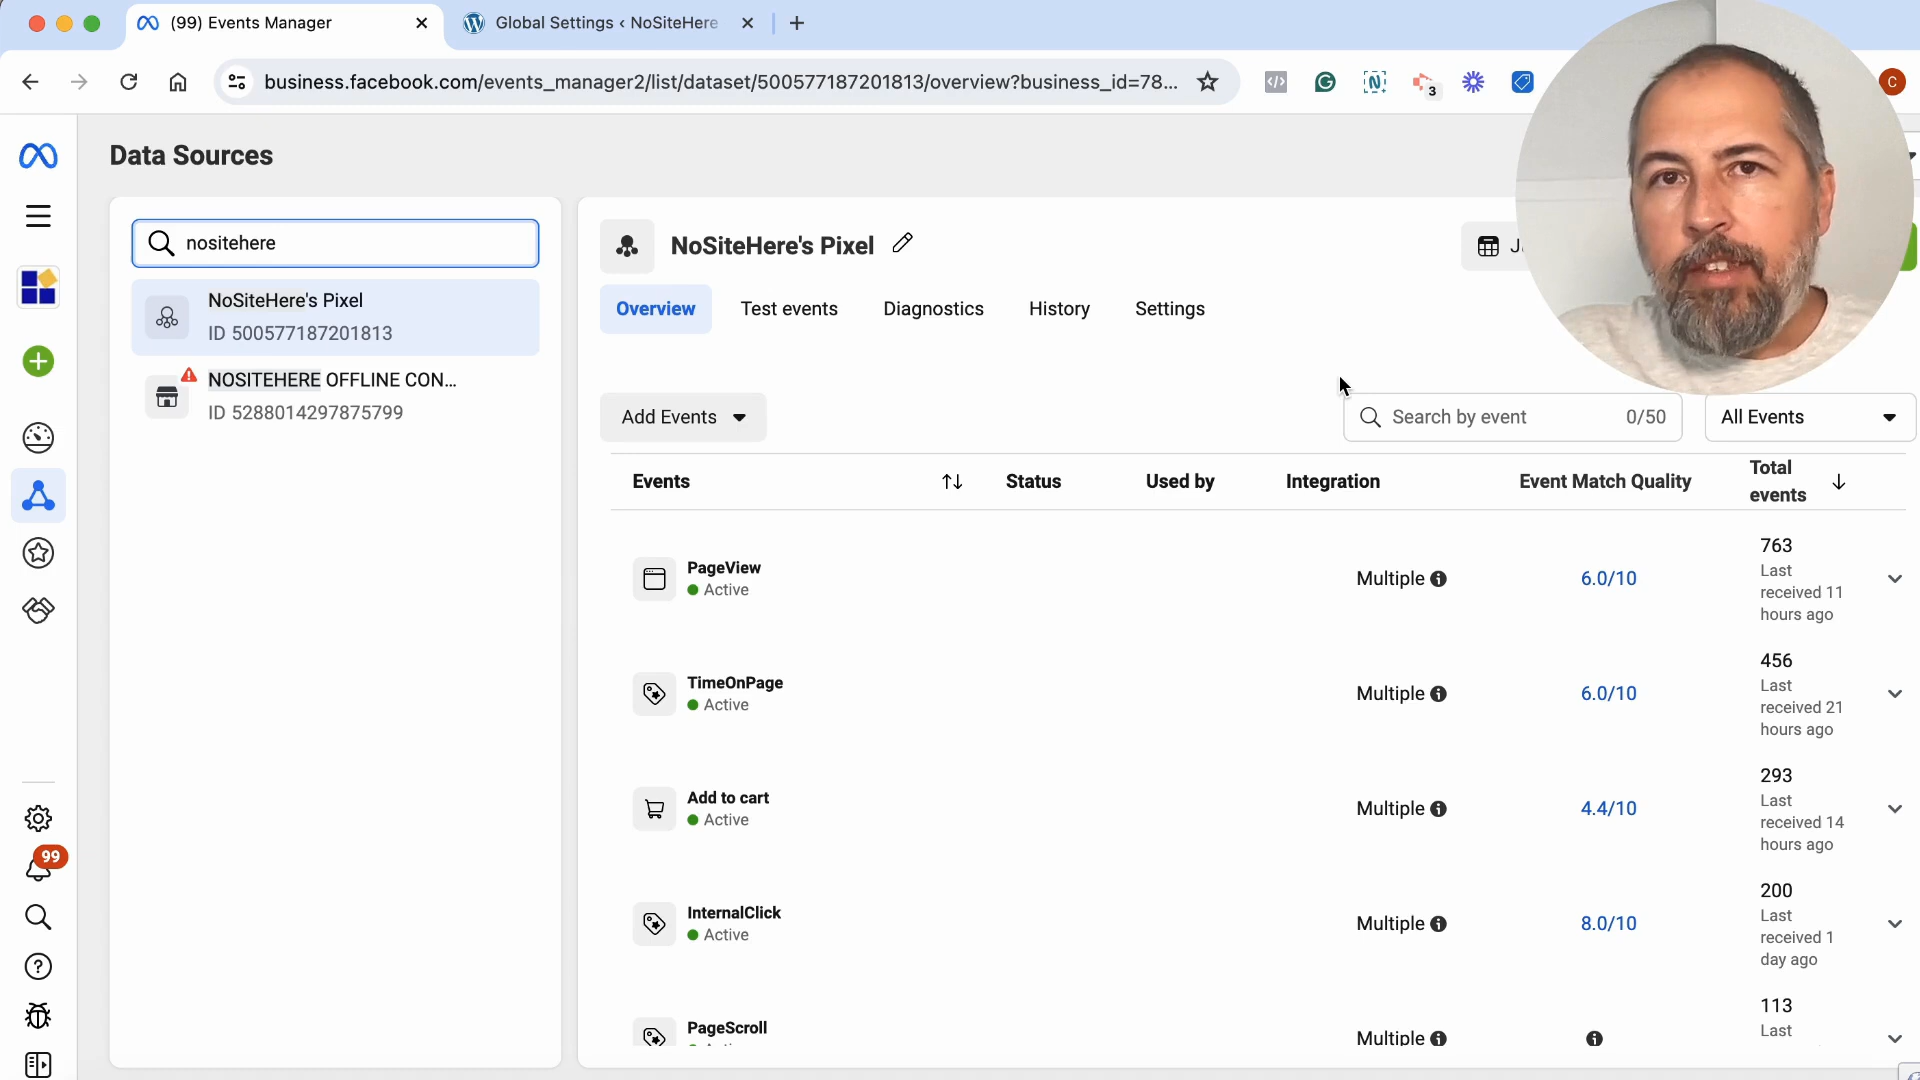 (99) Events Manager
Global Settings ‹ NoSiteHere
business.facebook.com/events_manager2/list/dataset/500577187201813/overview?business_id=78...
3
C
Data Sources
nositehere
NoSiteHere's Pixel
ID 500577187201813
NOSITEHERE OFFLINE CON...
ID 5288014297875799
NoSiteHere's Pixel
Overview
Test events
Diagnostics
History
Settings
Add Events
Search by event
0/50
All Events
Events
Status
Used by
Integration
Event Match Quality
Total
events
PageView
Active
Multiple
6.0/10
763
Last
received 11
hours ago
TimeOnPage
Active
Multiple
6.0/10
456
Last
received 21
hours ago
Add to cart
Active
Multiple
4.4/10
293
Last
received 14
hours ago
InternalClick
Active
Multiple
8.0/10
200
Last
received 1
day ago
PageScroll
Multiple
113
Last
99